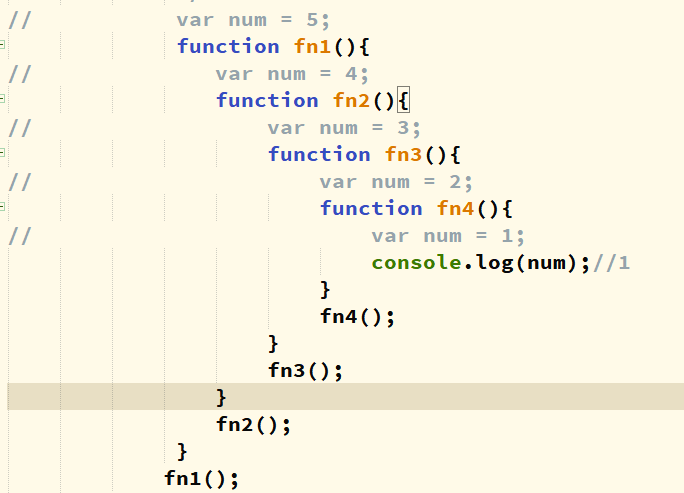 //            var num = 5;
             function fn1(){
//               var num = 4;
                function fn2(){
//                   var num = 3;
                    function fn3(){
//                       var num = 2;
                        function fn4(){
//                           var num = 1;
                            console.log(num);//1
                        }
                        fn4();
                    }
                    fn3();
                }
                fn2();
             }
            fn1();